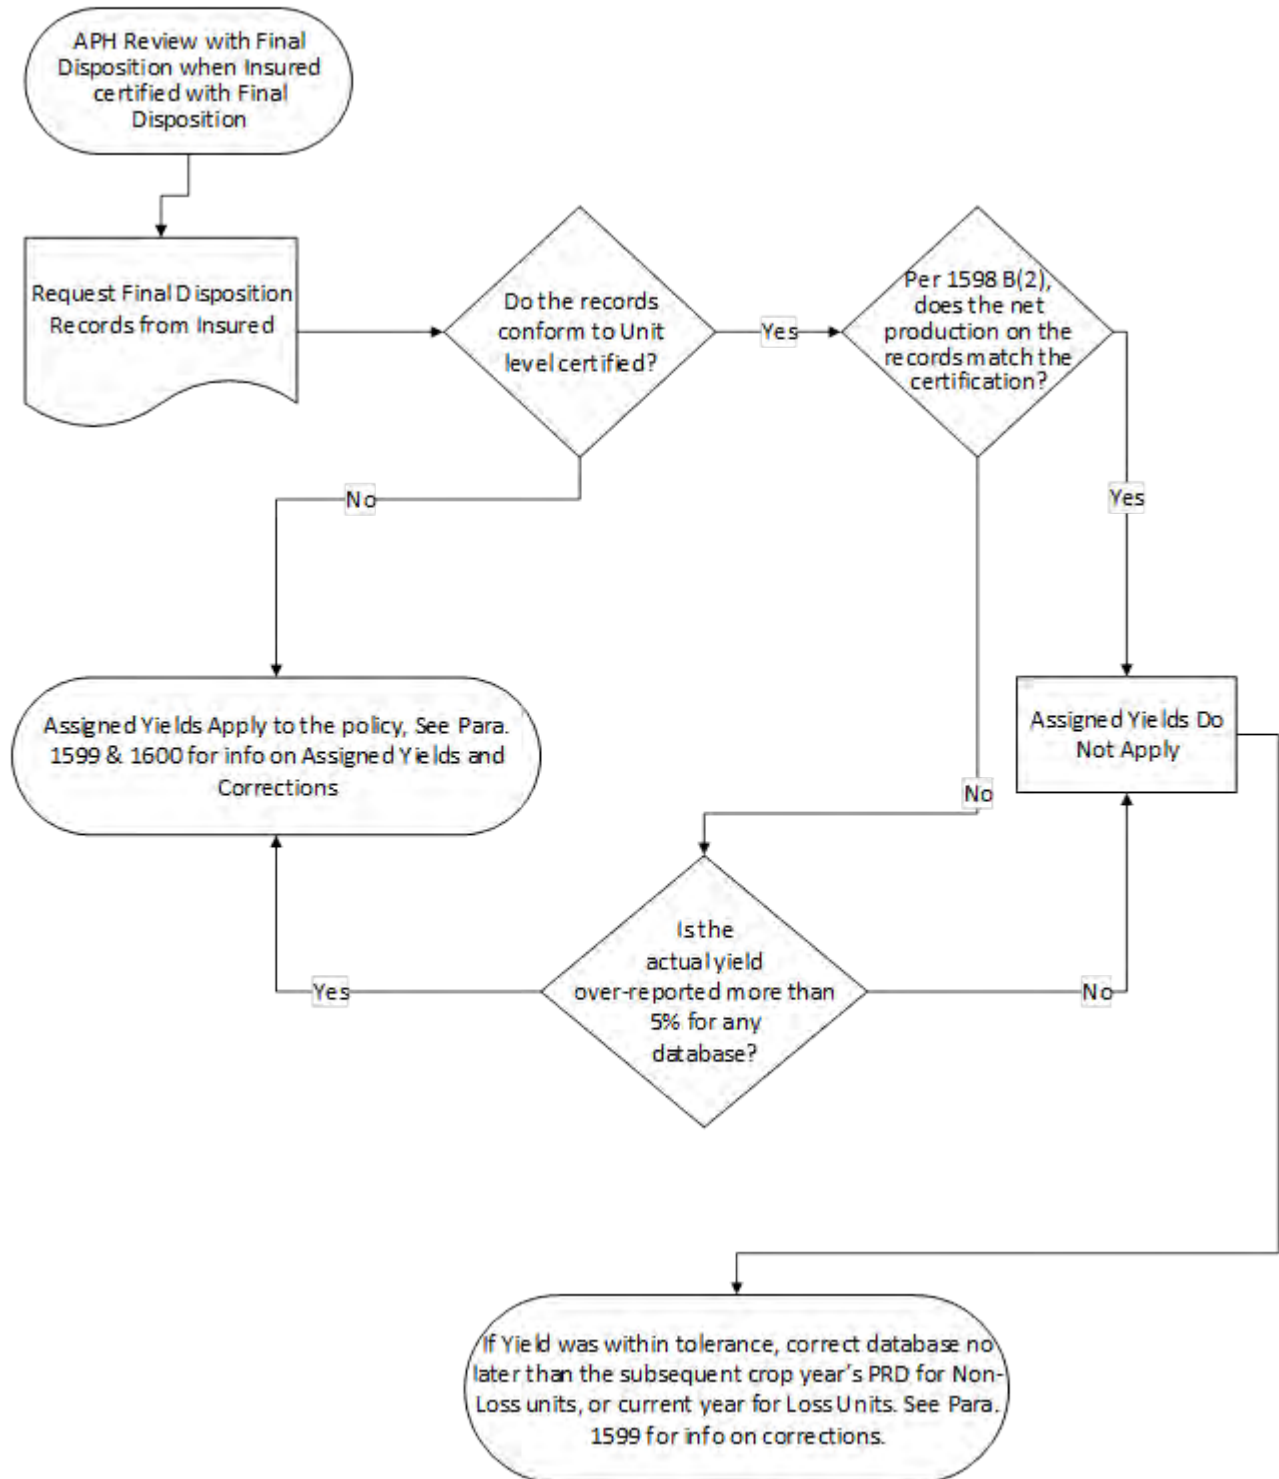 APH Review with Final
Disposition when Insured
certified with Final
Disposition
Request Final Disposition
Records from Insured
Do the records
conform to Unit
level certified?
Yes
Per 1598 B(2),
does the net
production on the
records match the
certification?
No
Yes
Assigned Yields Apply to the policy, See Para.
1599 & 1600 for info on Assigned Yields and
Corrections
Assigned Yields Do
Not Apply
No
Is the
actual yield
over-reported more than
5% for any
database?
Yes
No
If Yield was within tolerance, correct database no
later than the subsequent crop year's PRD for Non-
Loss units, or current year for Loss Units. See Para.
1599 for info on corrections.